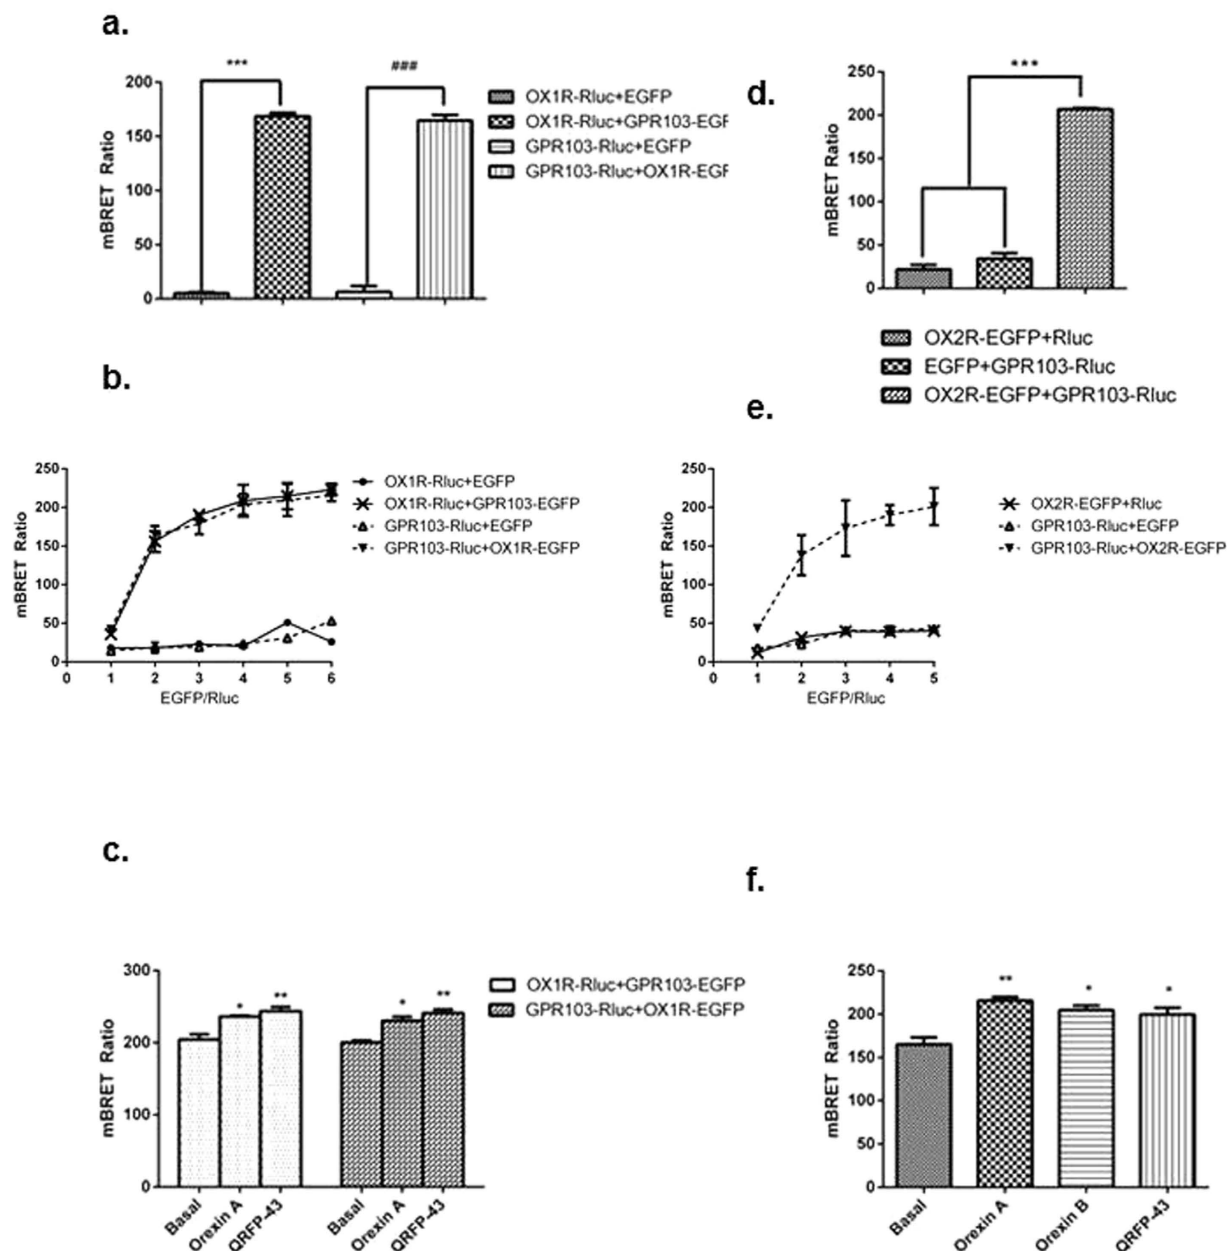 a.
***
###
mBRET Ratio
200
150
100
50
0
OX1R-Rluc+EGFP
OX1R-Rluc+GPR103-EGF
GPR103-Rluc+EGFP
GPR103-Rluc+OX1R-EGF
d.
***
mBRET Ratio
250
200
150
100
50
0
OX2R-EGFP+Rluc
EGFP+GPR103-Rluc
OX2R-EGFP+GPR103-Rluc
b.
mBRET Ratio
250
200
150
100
50
0
0 1 2 3 4 5 6
EGFP/Rluc
OX1R-Rluc+EGFP
OX1R-Rluc+GPR103-EGFP
GPR103-Rluc+EGFP
GPR103-Rluc+OX1R-EGFP
e.
mBRET Ratio
250
200
150
100
50
0
0 1 2 3 4 5
EGFP/Rluc
OX2R-EGFP+Rluc
GPR103-Rluc+EGFP
GPR103-Rluc+OX2R-EGFP
c.
mBRET Ratio
300
200
100
0
* ** * **
Basal Orexin A QRFP-43 Basal Orexin A QRFP-43
OX1R-Rluc+GPR103-EGFP
GPR103-Rluc+OX1R-EGFP
f.
mBRET Ratio
250
200
150
100
50
0
** * *
Basal Orexin A Orexin B QRFP-43